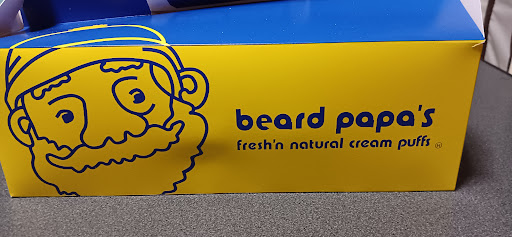 beard papa's
fresh'n natural cream puffs ®